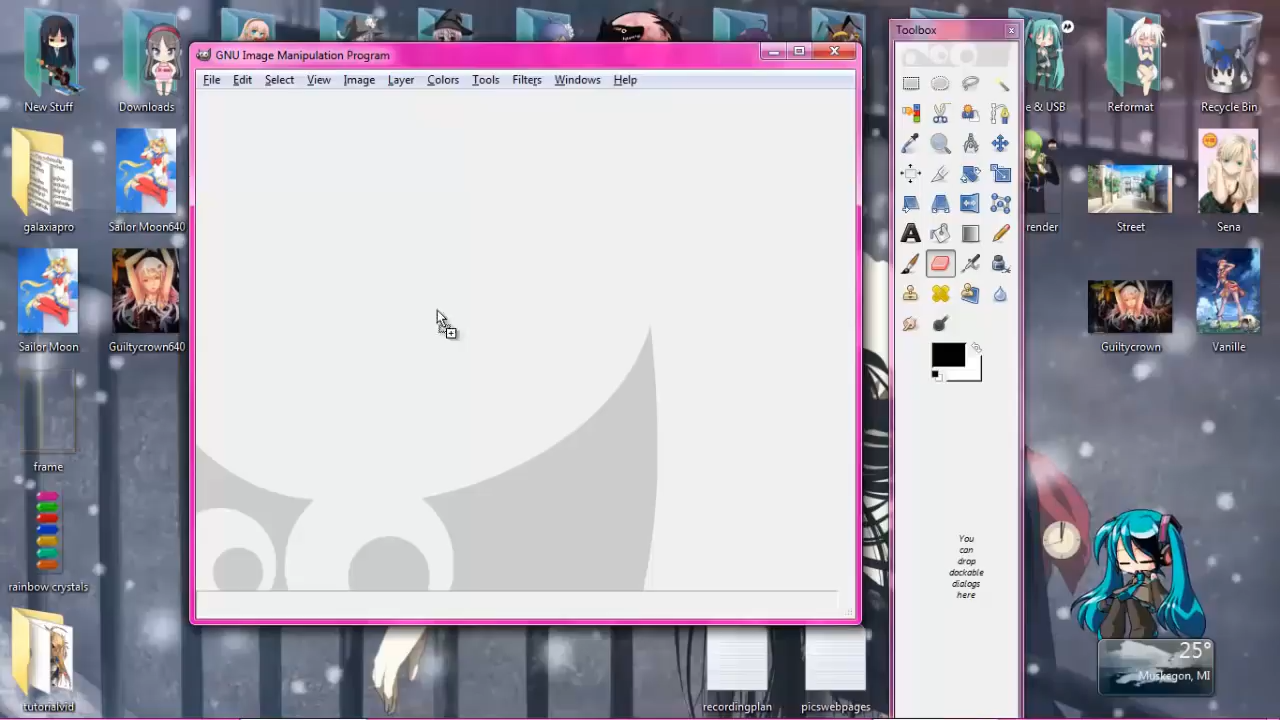 Toolbox
GNU Image Manipulation Program
File Edit Select View Image Layer Colors Tools Filters Windows Help
New Stuff
Downloads
e & USB
Reformat
Recycle Bin
galaxiapro
Sailor Moon640
render
Street
Sena
Sailor Moon
Guiltycrown640
Guiltycrown
Vanille
frame
You
can
drop
dockable
dialogs
here
rainbow crystals
25°
Muskegon, MI
tutorialvid
recordingplan
picswebpages